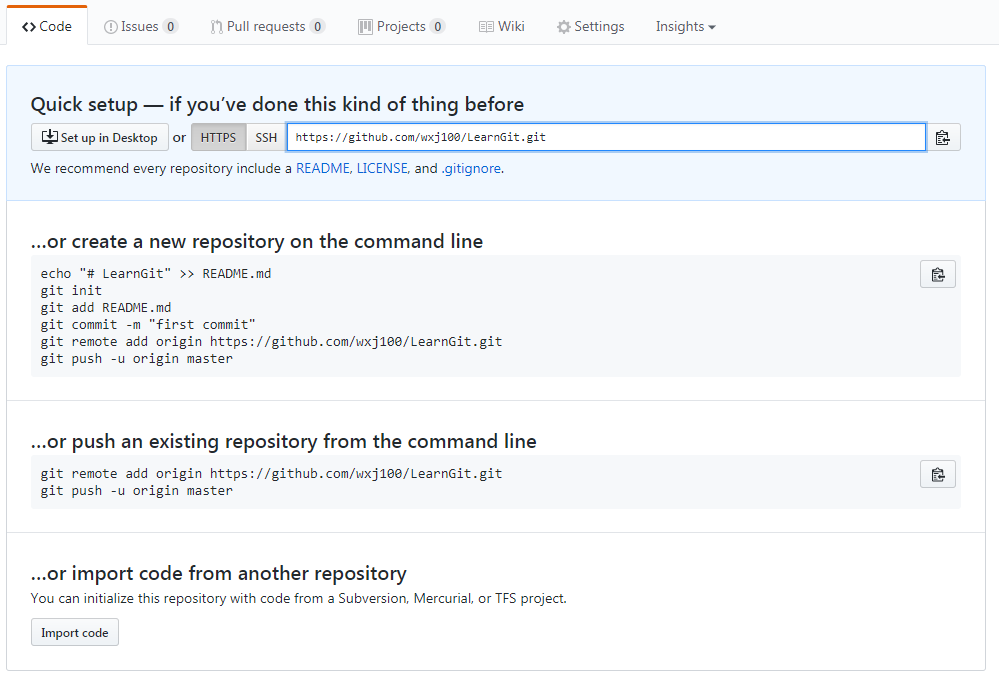 Code Issues 0 Pull requests 0 Projects 0 Wiki Settings Insights
Quick setup — if you’ve done this kind of thing before
Set up in Desktop or HTTPS SSH https://github.com/wxj100/LearnGit.git
We recommend every repository include a README, LICENSE, and .gitignore.
…or create a new repository on the command line
echo "# LearnGit" >> README.md
git init
git add README.md
git commit -m "first commit"
git remote add origin https://github.com/wxj100/LearnGit.git
git push -u origin master
…or push an existing repository from the command line
git remote add origin https://github.com/wxj100/LearnGit.git
git push -u origin master
…or import code from another repository
You can initialize this repository with code from a Subversion, Mercurial, or TFS project.
Import code